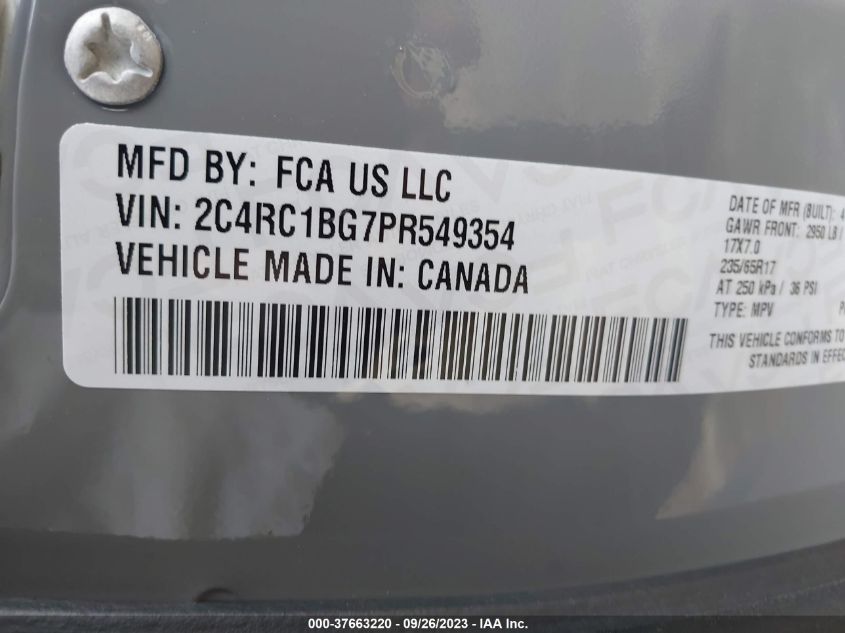 MFD BY: FCA US LLC
VIN: 2C4RC1BG7PR549354
VEHICLE MADE IN: CANADA
DATE OF MFR (BUILT): 4
GAWR FRONT: 2950 LB /
17X7.0
235/65R17
AT 250 kPa / 36 PSI
TYPE: MPV
THIS VEHICLE CONFORMS TO
STANDARDS IN EFFEC
000-37663220 - 09/26/2023 - IAA Inc.